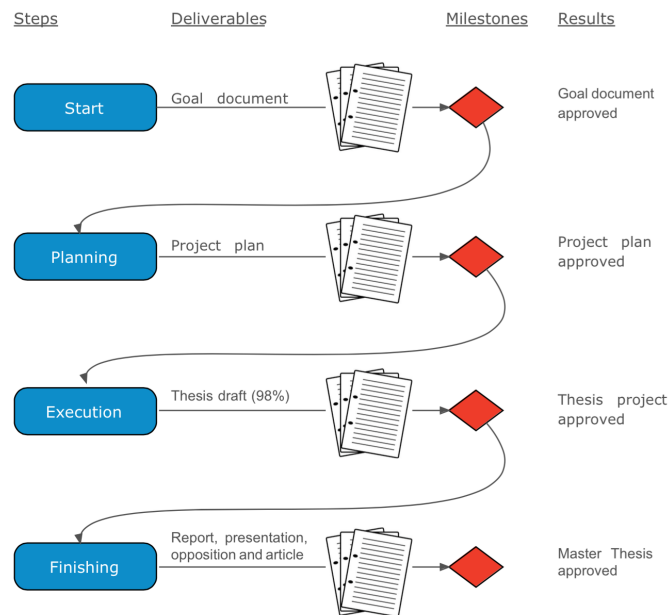 Steps
Deliverables
Milestones
Results
Start
Goal document
Goal document
approved
Planning
Project plan
Project plan
approved
Execution
Thesis draft (98%)
Thesis project
approved
Finishing
Report, presentation,
opposition and article
Master Thesis
approved